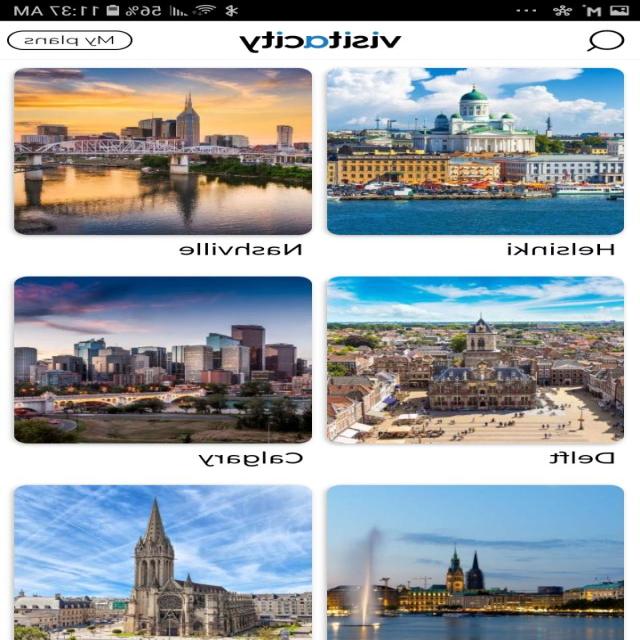 11:37 AM 56%
visitacity
My plans
Helsinki
Nashville
Delft
Calgary